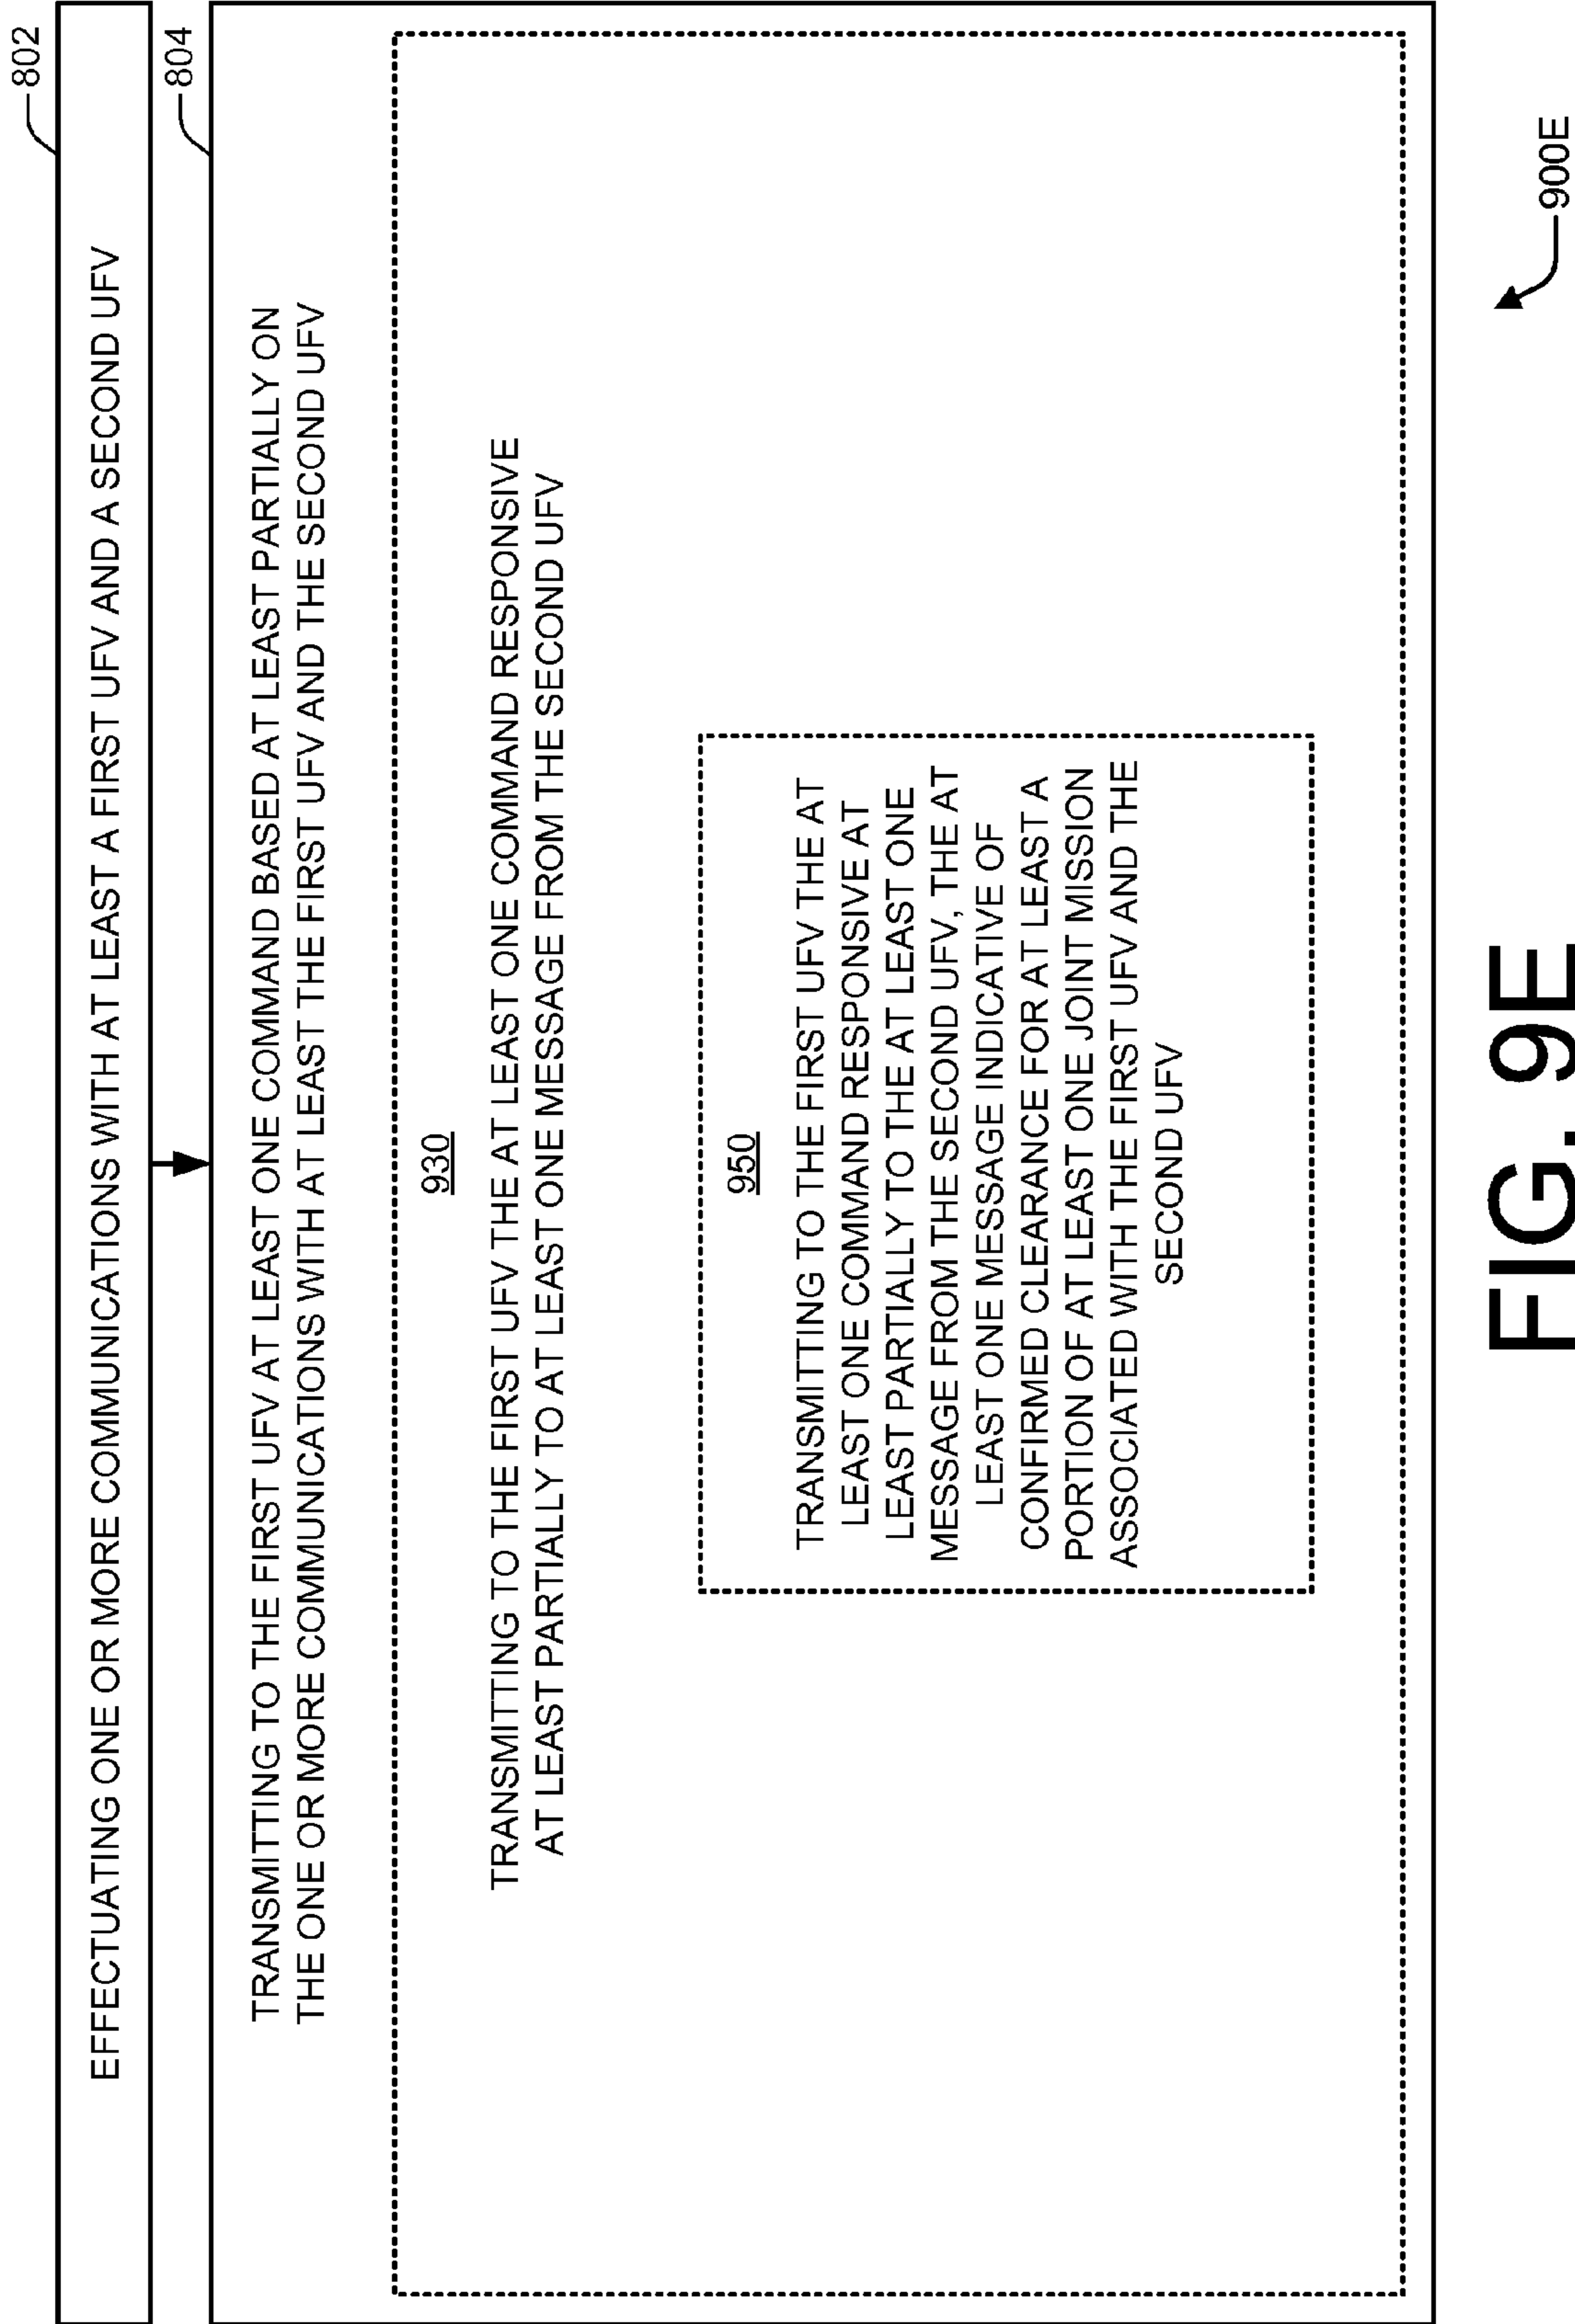 802
EFFECTUATING ONE OR MORE COMMUNICATIONS WITH AT LEAST A FIRST UFV AND A SECOND UFV
804
TRANSMITTING TO THE FIRST UFV AT LEAST ONE COMMAND BASED AT LEAST PARTIALLY ON
THE ONE OR MORE COMMUNICATIONS WITH AT LEAST THE FIRST UFV AND THE SECOND UFV
930
TRANSMITTING TO THE FIRST UFV THE AT LEAST ONE COMMAND RESPONSIVE
AT LEAST PARTIALLY TO AT LEAST ONE MESSAGE FROM THE SECOND UFV
950
TRANSMITTING TO THE FIRST UFV THE AT
LEAST ONE COMMAND RESPONSIVE AT
LEAST PARTIALLY TO THE AT LEAST ONE
MESSAGE FROM THE SECOND UFV, THE AT
LEAST ONE MESSAGE INDICATIVE OF
CONFIRMED CLEARANCE FOR AT LEAST A
PORTION OF AT LEAST ONE JOINT MISSION
ASSOCIATED WITH THE FIRST UFV AND THE
SECOND UFV
900E
FIG. 9E